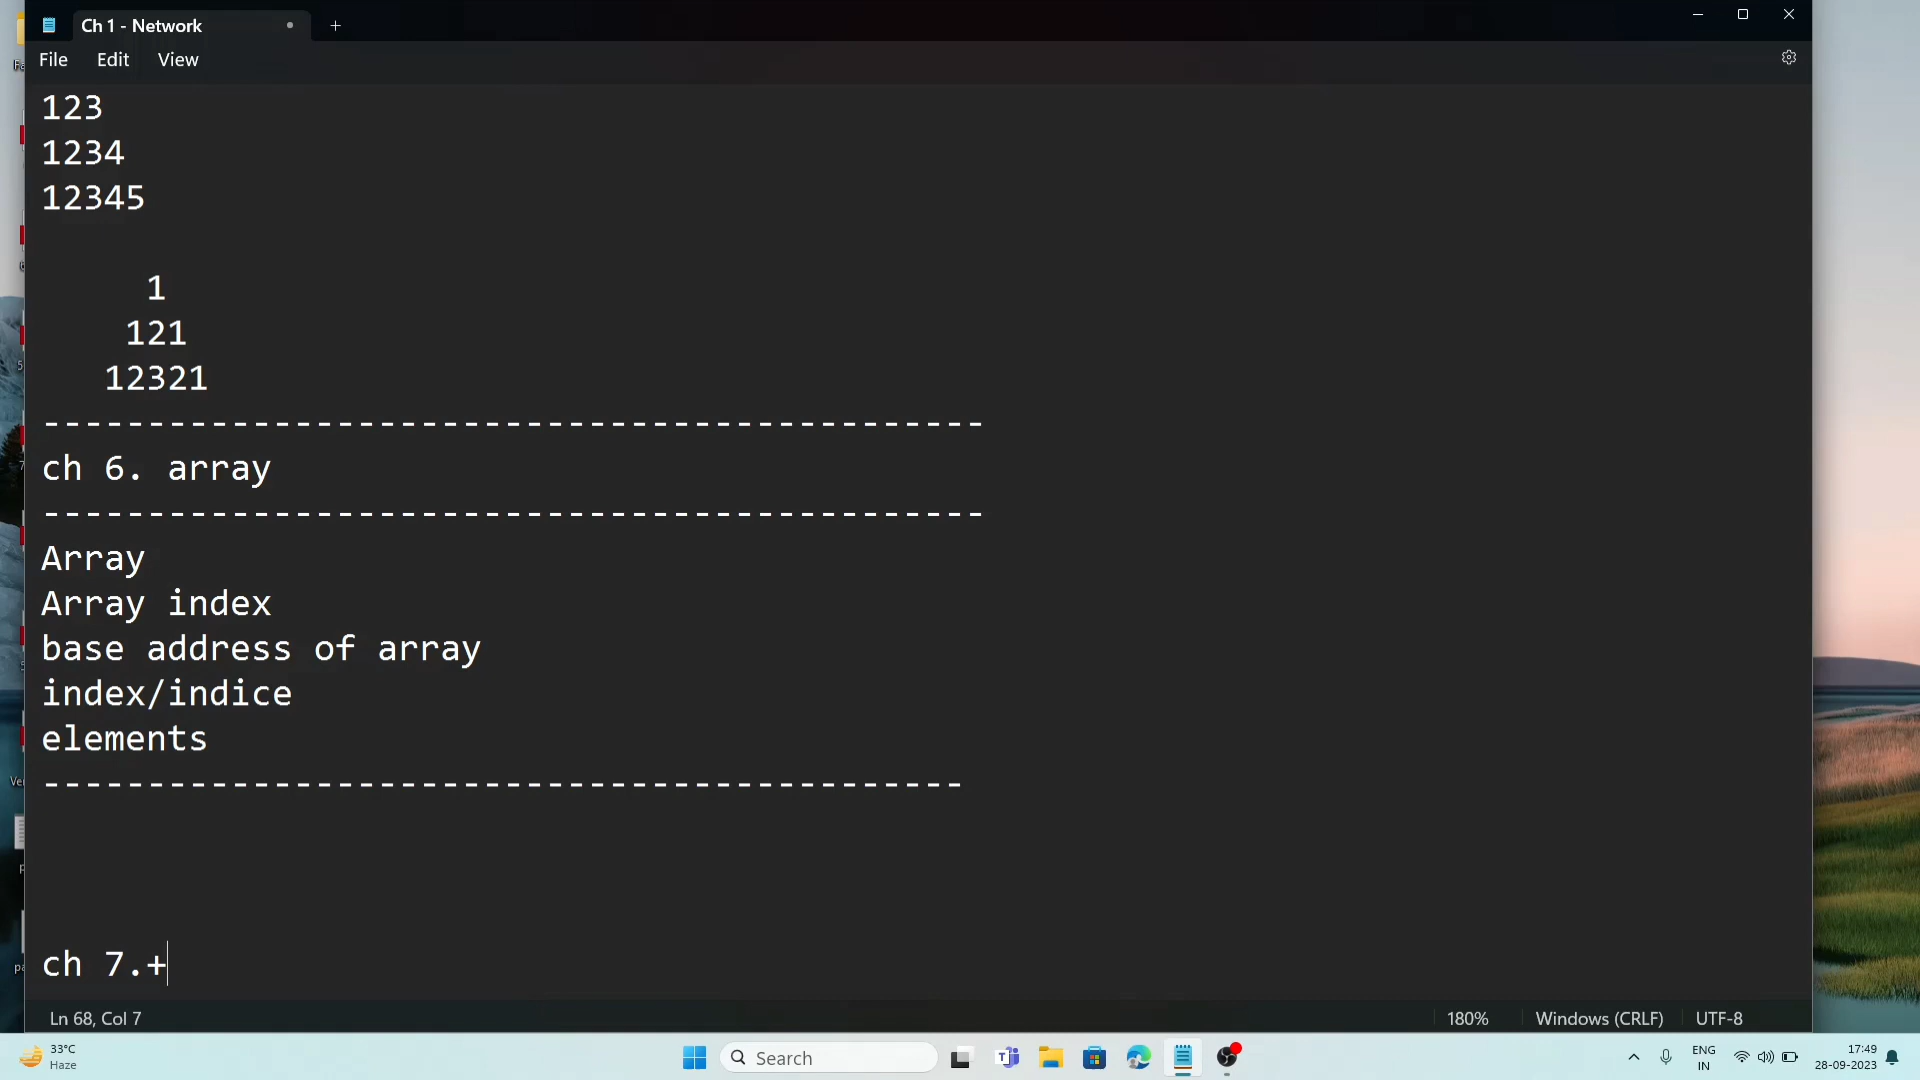 Ch 1 - Network
File Edit View
123
1234
12345
1
121
12321
---------------------------------------------
ch 6. array
---------------------------------------------
Array
Array index
base address of array
index/indice
elements
--------------------------------------------
ch 7.+
Ln 68, Col 7
180%
Windows (CRLF)
UTF-8
33°C
Haze
Search
ENG
IN
17:49
28-09-2023